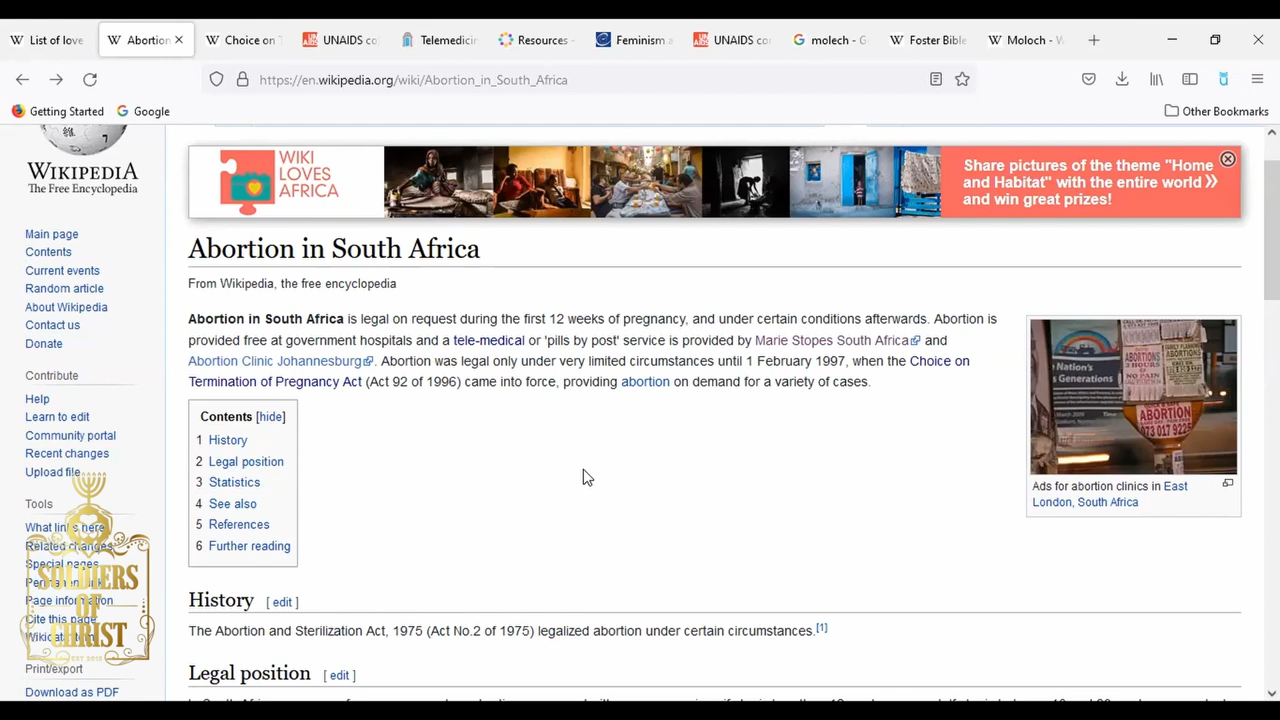 List of love
Abortion
Choice on T
UNAIDS co
Telemedicin
Resources -
Feminism a
UNAIDS co
molech - G
Foster Bible
Moloch - W
https://en.wikipedia.org/wiki/Abortion_in_South_Africa
Getting Started
Google
Other Bookmarks
WIKIPEDIA
The Free Encyclopedia
Main page
Contents
Current events
Random article
About Wikipedia
Contact us
Donate
Contribute
Help
Learn to edit
Community portal
Recent changes
Upload file
Tools
What links here
Related changes
Special pages
Page information
Cite this page
Print/export
Download as PDF
SOLDIERS
OF
CHRIST
WIKI
LOVES
AFRICA
Share pictures of the theme "Home
and Habitat" with the entire world
and win great prizes!
Abortion in South Africa
From Wikipedia, the free encyclopedia
Abortion in South Africa is legal on request during the first 12 weeks of pregnancy, and under certain conditions afterwards. Abortion is
provided free at government hospitals and a tele-medical or 'pills by post' service is provided by Marie Stopes South Africa and
Abortion Clinic Johannesburg. Abortion was legal only under very limited circumstances until 1 February 1997, when the Choice on
Termination of Pregnancy Act (Act 92 of 1996) came into force, providing abortion on demand for a variety of cases.
Contents [hide]
1 History
2 Legal position
3 Statistics
4 See also
5 References
6 Further reading
ABORTION
Ads for abortion clinics in East
London, South Africa
History [ edit ]
The Abortion and Sterilization Act, 1975 (Act No.2 of 1975) legalized abortion under certain circumstances.[1]
Legal position [ edit ]